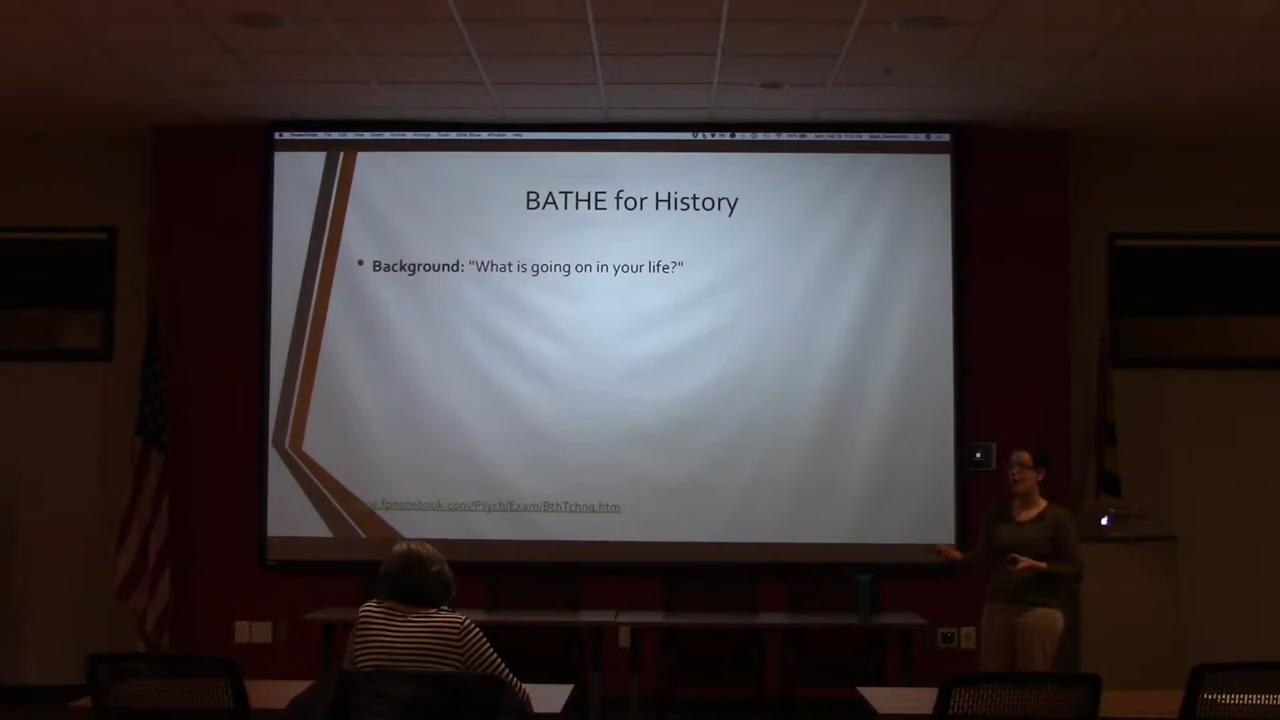 BATHE for History
• Background: "What is going on in your life?"
.fpnotebook.com/Psych/Exam/BthTchnq.htm